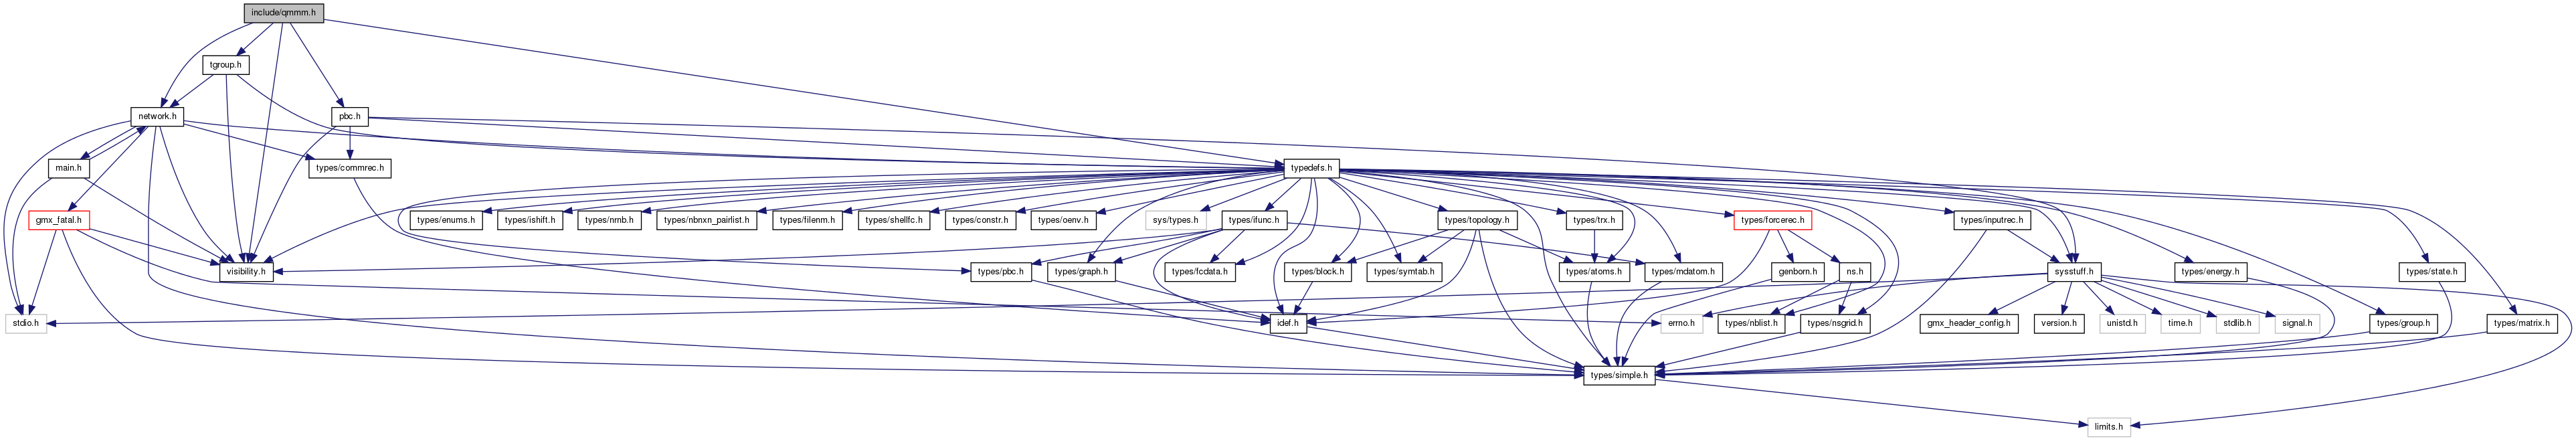 include/qmmm.h
tgroup.h
network.h
pbc.h
main.h
types/commrec.h
typedefs.h
gmx_fatal.h
types/enums.h
types/ishift.h
types/nrnb.h
types/nbnxn_pairlist.h
types/filenm.h
types/shellfc.h
types/constr.h
types/oenv.h
sys/types.h
types/ifunc.h
types/topology.h
types/trx.h
types/forcerec.h
types/inputrec.h
visibility.h
types/pbc.h
types/graph.h
types/fcdata.h
types/block.h
types/symtab.h
types/atoms.h
types/mdatom.h
genborn.h
ns.h
sysstuff.h
types/energy.h
types/state.h
stdio.h
idef.h
errno.h
types/nblist.h
types/nsgrid.h
gmx_header_config.h
version.h
unistd.h
time.h
stdlib.h
signal.h
types/group.h
types/matrix.h
types/simple.h
limits.h